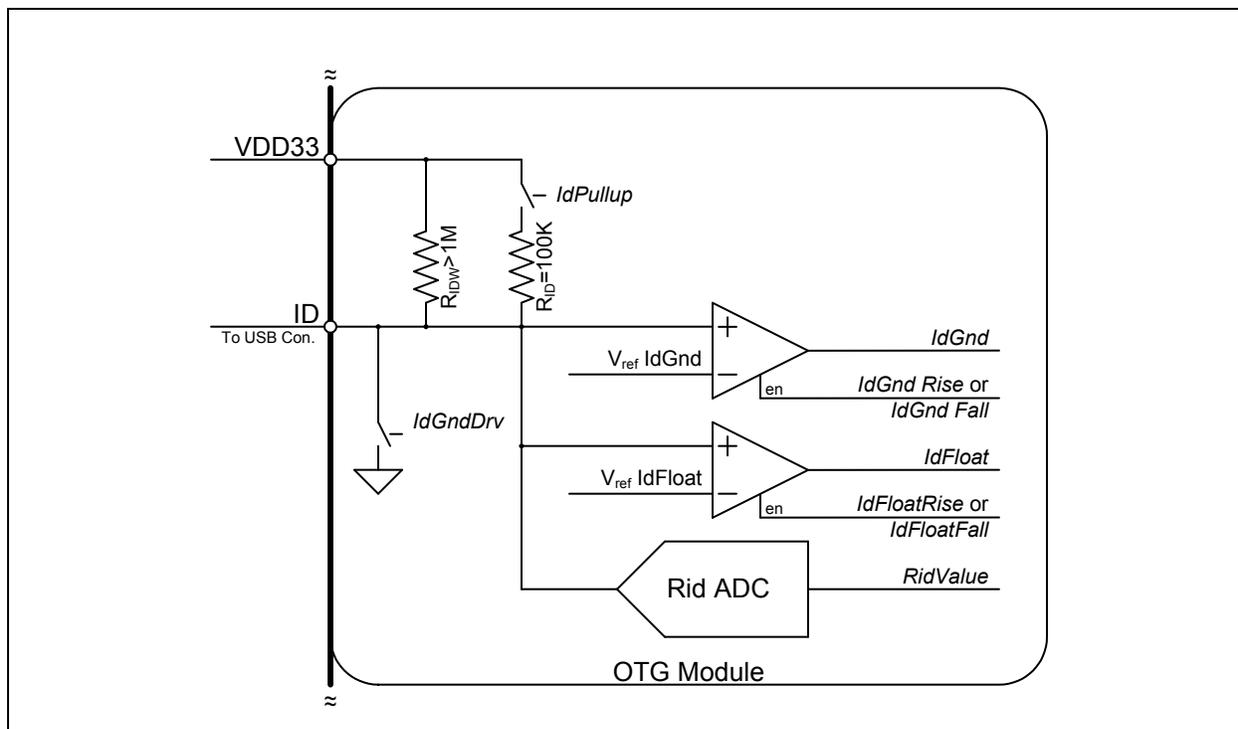 ≈
VDD33
IdPullup
RIDW>1M
RID=100K
ID
To USB Con.
+
IdGnd
Vref IdGnd
−
en
IdGnd Rise or
IdGnd Fall
IdGndDrv
+
IdFloat
Vref IdFloat
−
en
IdFloatRise or
IdFloatFall
Rid ADC
RidValue
OTG Module
≈